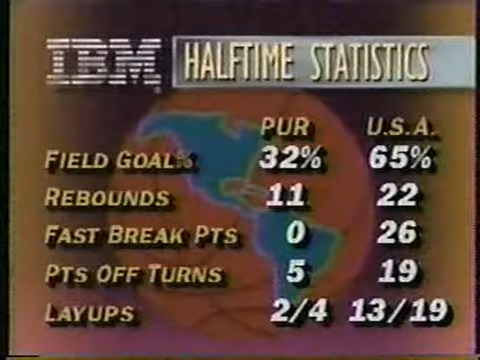 IBM HALFTIME STATISTICS
PUR U.S.A.
FIELD GOAL% 32% 65%
REBOUNDS 11 22
FAST BREAK PTS 0 26
PTS OFF TURNS 5 19
LAYUPS 2/4 13/19